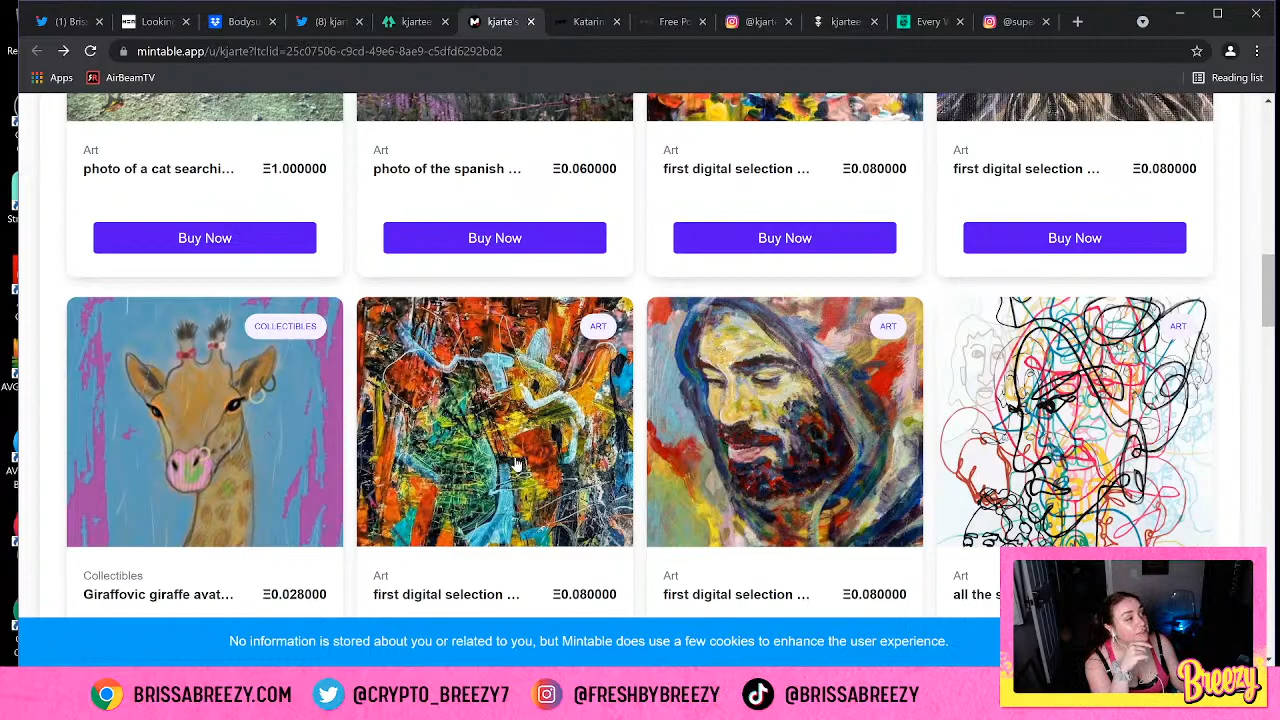 (1) Bris
Lookin
Bodysu
(8) kjart
kjartee
kjarte's
Katarin
Free Po
@kjarte
kjartee
Every V
@supe
mintable.app/u/kjarte?ltclid=25c07506-c9cd-49e6-8ae9-c5dfd6292bd2
Apps
AirBeamTV
Reading list
Art
photo of a cat searchi...
Ξ1.000000
Buy Now
Art
photo of the spanish ...
Ξ0.060000
Buy Now
Art
first digital selection ...
Ξ0.080000
Buy Now
Art
first digital selection ...
Ξ0.080000
Buy Now
COLLECTIBLES
ART
ART
ART
Collectibles
Giraffovic giraffe avat...
Ξ0.028000
Art
first digital selection ...
Ξ0.080000
Art
first digital selection ...
Ξ0.080000
Art
all the s
No information is stored about you or related to you, but Mintable does use a few cookies to enhance the user experience.
Breezy
BRISSABREEZY.COM
@CRYPTO_BREEZY7
@FRESHBYBREEZY
@BRISSABREEZY